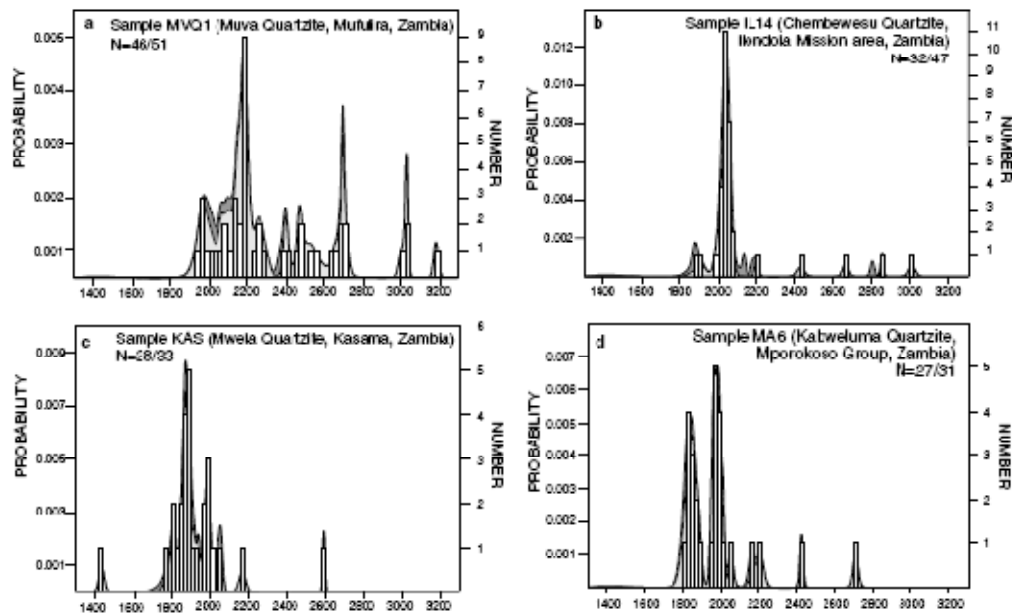 a Sample MVQ1 (Muva Quartzite, Mufulira, Zambia)
N=46/51
PROBABILITY
0.005
0.004
0.003
0.002
0.001
NUMBER
9
8
7
6
5
4
3
2
1
1400 1600 1800 2000 2200 2400 2600 2800 3000 3200
b Sample IL14 (Chembewesu Quartzite,
Ilondola Mission area, Zambia)
N=32/47
PROBABILITY
0.012
0.010
0.008
0.006
0.004
0.002
NUMBER
11
10
9
8
7
6
5
4
3
2
1
1400 1600 1800 2000 2200 2400 2600 2800 3000 3200
c Sample KAS (Mwela Quartzite, Kasama, Zambia)
N=28/33
PROBABILITY
0.009
0.007
0.005
0.003
0.001
NUMBER
6
5
4
3
2
1
1400 1600 1800 2000 2200 2400 2600 2800 3000 3200
d Sample MA6 (Kabweluma Quartzite,
Mporokoso Group, Zambia)
N=27/31
PROBABILITY
0.007
0.006
0.005
0.004
0.003
0.002
0.001
NUMBER
5
4
3
2
1
1400 1600 1800 2000 2200 2400 2600 2800 3000 3200